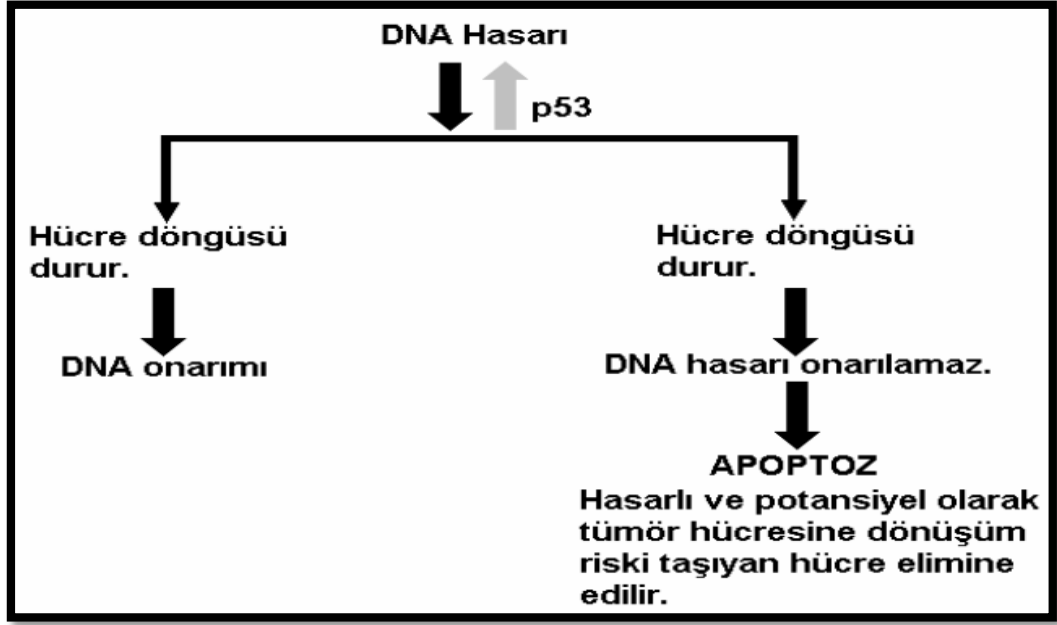 DNA Hasarı
p53
Hücre döngüsü
durur.
DNA onarımı
Hücre döngüsü
durur.
DNA hasarı onarılamaz.
APOPTOZ
Hasarlı ve potansiyel olarak
tümör hücresine dönüşüm
riski taşıyan hücre elimine
edilir.